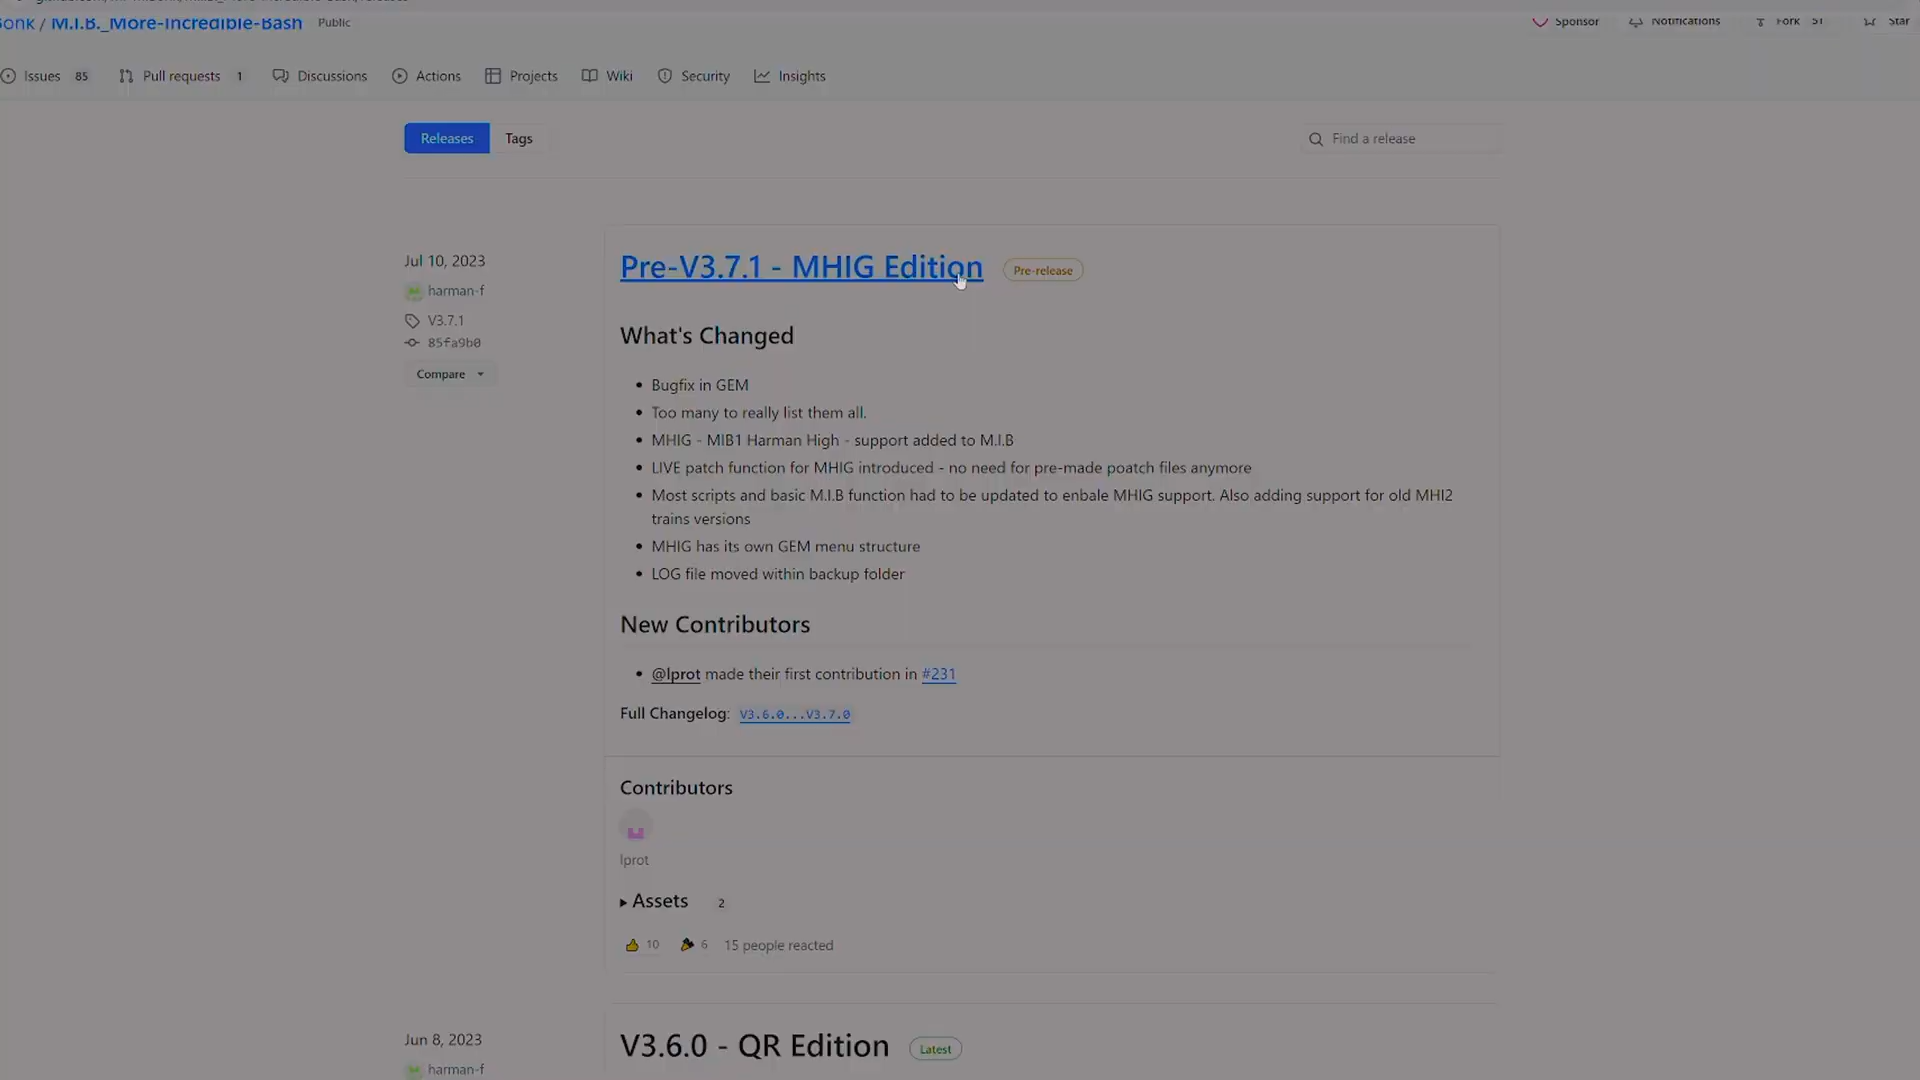 M.I.B._More-Incredible-Bash Public
Sponsor Notifications Fork 51 Star
Issues 85 Pull requests 1 Discussions Actions Projects Wiki Security Insights
Releases Tags
Find a release
Jul 10, 2023
harman-f
V3.7.1
85fa9b0
Compare
Pre-V3.7.1 - MHIG Edition Pre-release
What's Changed
• Bugfix in GEM
• Too many to really list them all.
• MHIG - MIB1 Harman High - support added to M.I.B
• LIVE patch function for MHIG introduced - no need for pre-made poatch files anymore
• Most scripts and basic M.I.B function had to be updated to enbale MHIG support. Also adding support for old MHI2
trains versions
• MHIG has its own GEM menu structure
• LOG file moved within backup folder
New Contributors
• @lprot made their first contribution in #231
Full Changelog: V3.6.0...V3.7.0
Contributors
lprot
Assets 2
10 6 15 people reacted
Jun 8, 2023
harman-f
V3.6.0 - QR Edition Latest